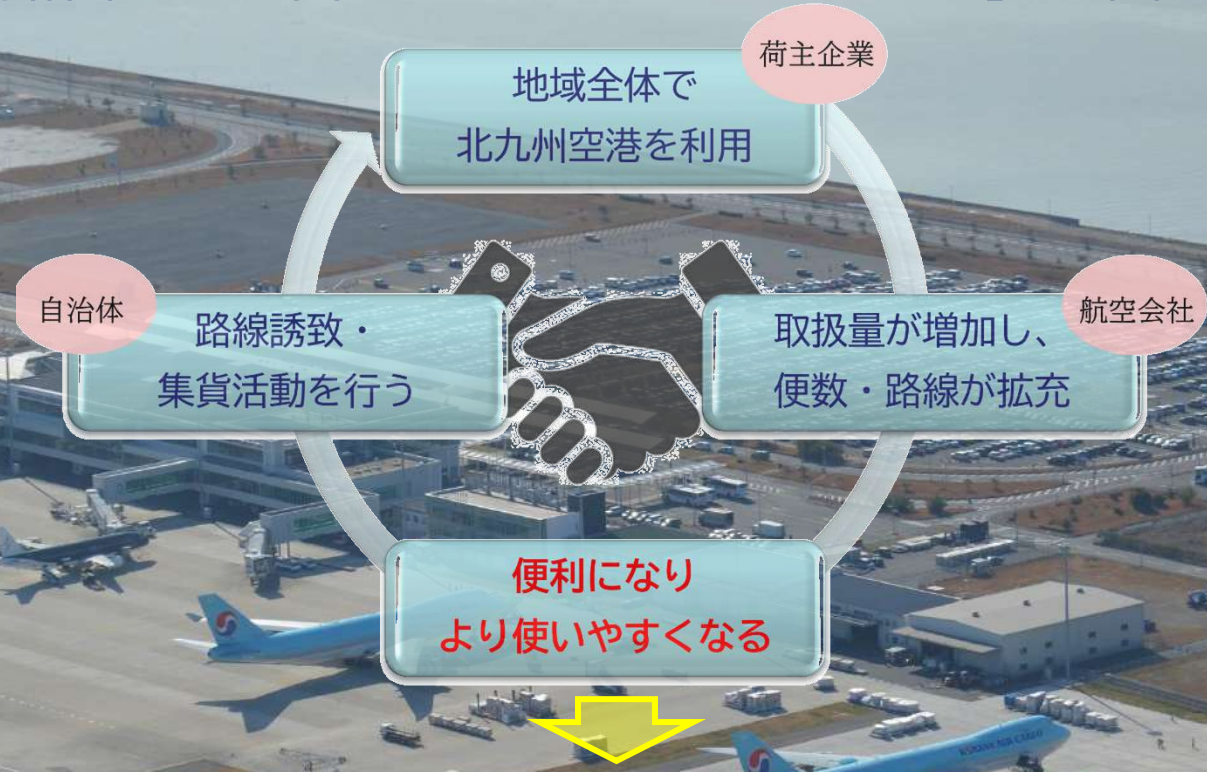 荷主企業
地域全体で
北九州空港を利用
自治体
路線誘致・
集貨活動を行う
航空会社
取扱量が増加し、
便数・路線が拡充
便利になり
より使いやすくなる
KOREAN AIR CARGO